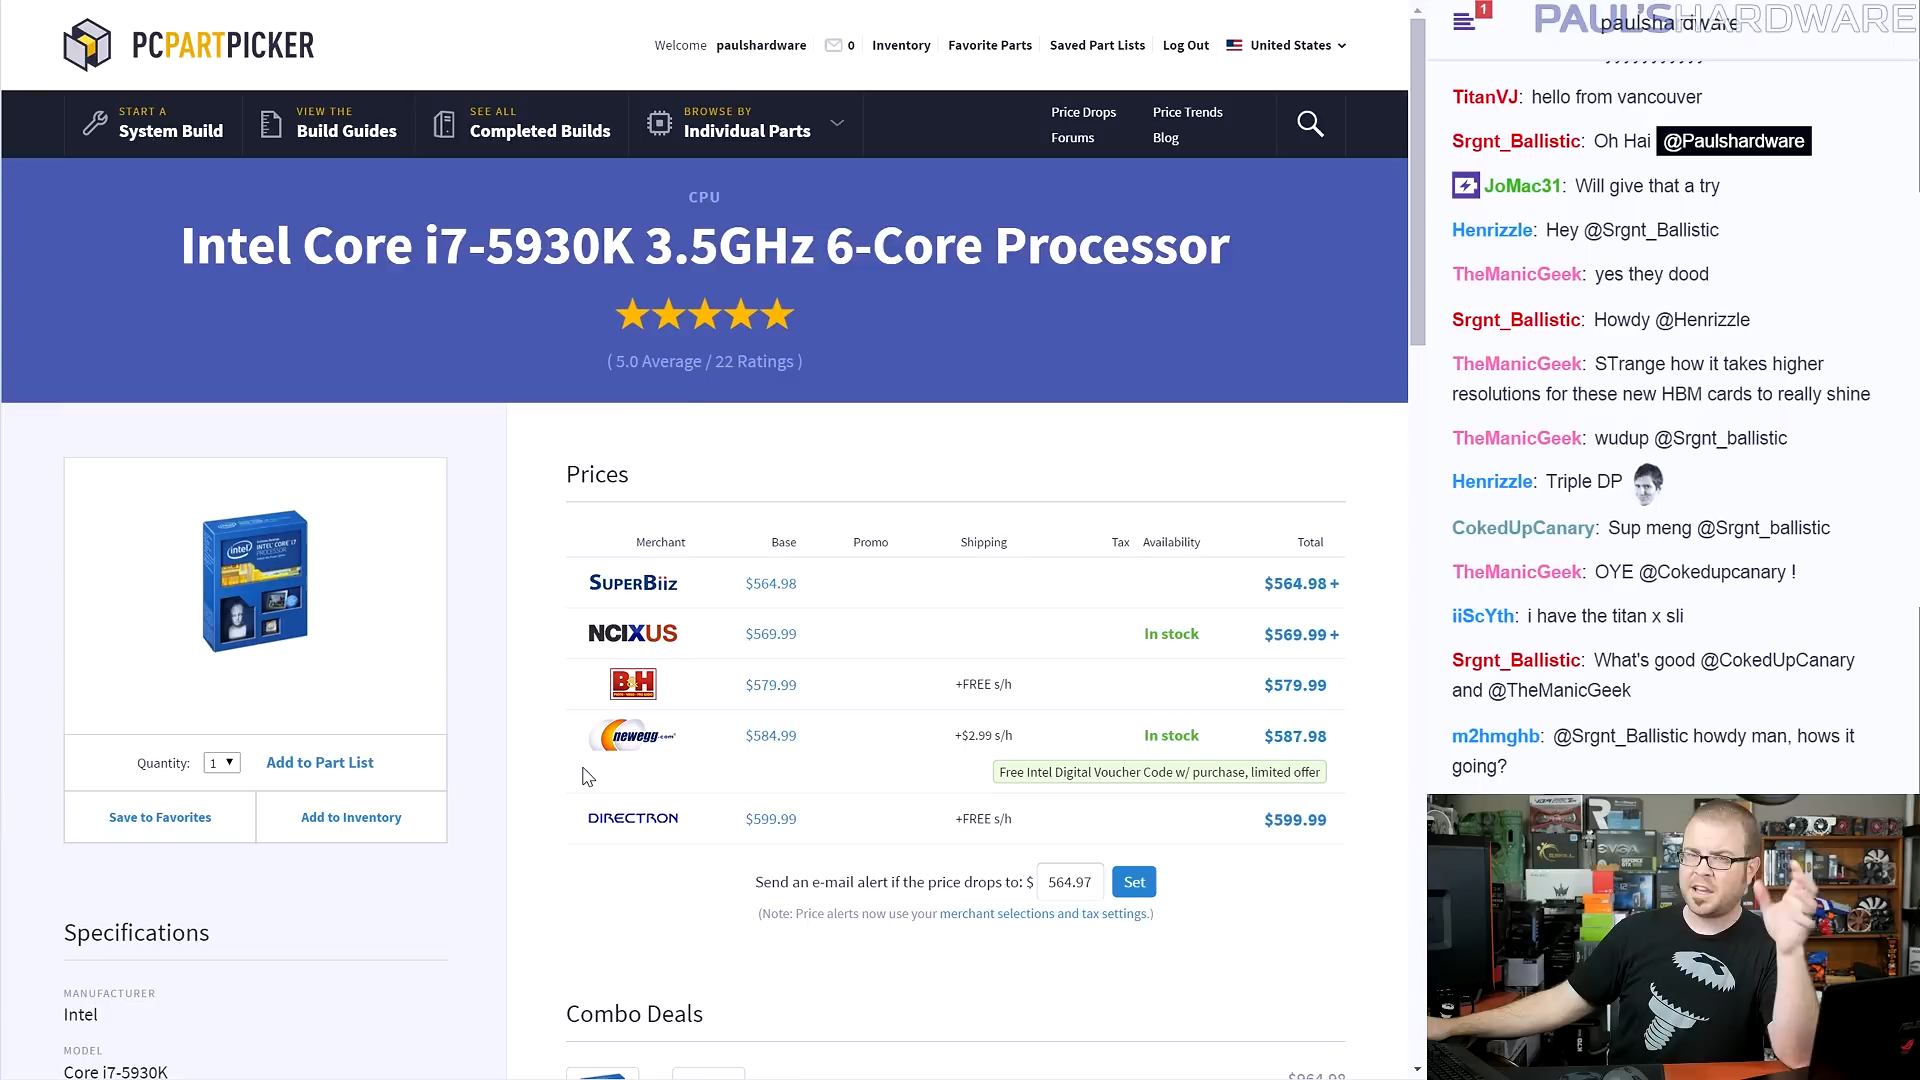 PCPARTPICKER
Welcome paulshardware 0 Inventory Favorite Parts Saved Part Lists Log Out United States
START A
System Build
VIEW THE
Build Guides
SEE ALL
Completed Builds
BROWSE BY
Individual Parts
Price Drops
Price Trends
Forums
Blog
CPU
Intel Core i7-5930K 3.5GHz 6-Core Processor
( 5.0 Average / 22 Ratings )
Quantity: 1 Add to Part List
Save to Favorites Add to Inventory
Specifications
MANUFACTURER
Intel
MODEL
Core i7-5930K
Prices
Merchant Base Promo Shipping Tax Availability Total
SUPERBIIZ $564.98 $564.98 +
NCIXUS $569.99 In stock $569.99 +
B&H $579.99 +FREE s/h $579.99
newegg.com $584.99 +$2.99 s/h In stock $587.98
Free Intel Digital Voucher Code w/ purchase, limited offer
DIRECTRON $599.99 +FREE s/h $599.99
Send an e-mail alert if the price drops to: $ 564.97 Set
(Note: Price alerts now use your merchant selections and tax settings.)
Combo Deals
$964.98
1
PAUL'SHARDWARE
paulshardware
TitanVJ: hello from vancouver
Srgnt_Ballistic: Oh Hai @Paulshardware
JoMac31: Will give that a try
Henrizzle: Hey @Srgnt_Ballistic
TheManicGeek: yes they dood
Srgnt_Ballistic: Howdy @Henrizzle
TheManicGeek: STrange how it takes higher
resolutions for these new HBM cards to really shine
TheManicGeek: wudup @Srgnt_ballistic
Henrizzle: Triple DP
CokedUpCanary: Sup meng @Srgnt_ballistic
TheManicGeek: OYE @Cokedupcanary !
iiScYth: i have the titan x sli
Srgnt_Ballistic: What's good @CokedUpCanary
and @TheManicGeek
m2hmghb: @Srgnt_Ballistic howdy man, hows it
going?